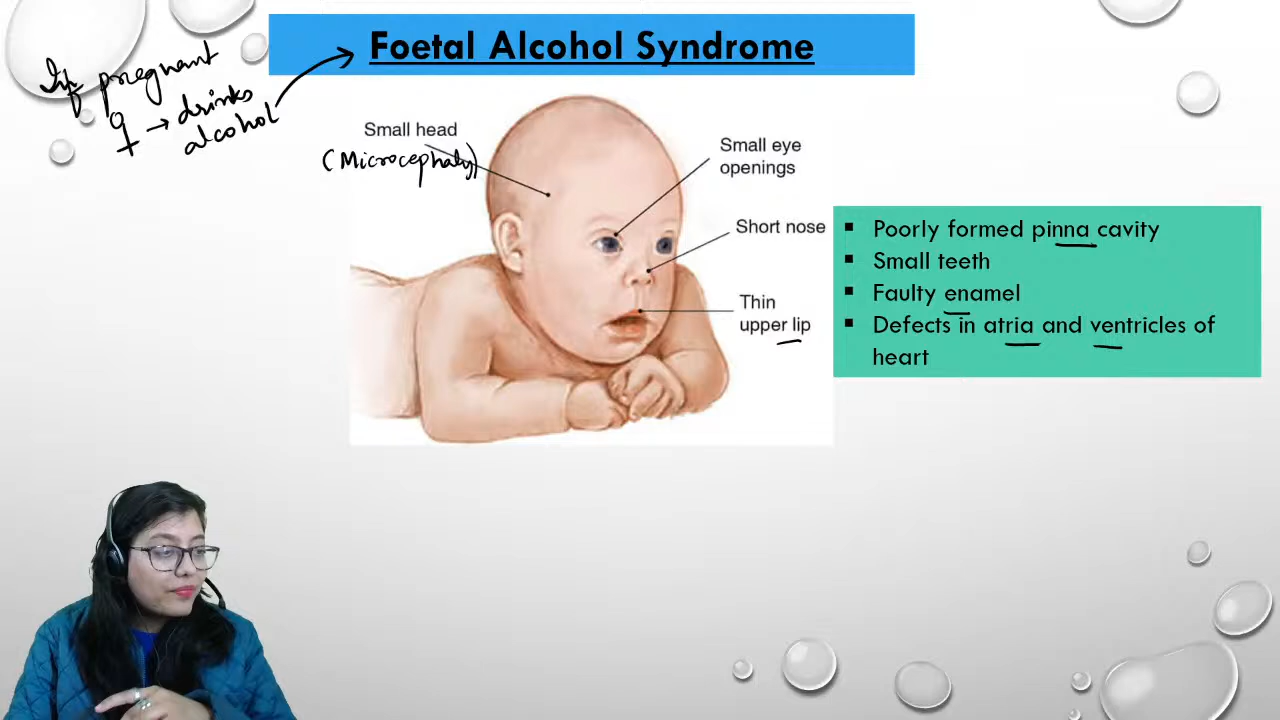 Foetal Alcohol Syndrome
If pregnant
♀ → drinks
alcohol
Small head
(Microcephaly)
Small eye
openings
Short nose
Thin
upper lip
▪ Poorly formed pinna cavity
▪ Small teeth
▪ Faulty enamel
▪ Defects in atria and ventricles of
heart